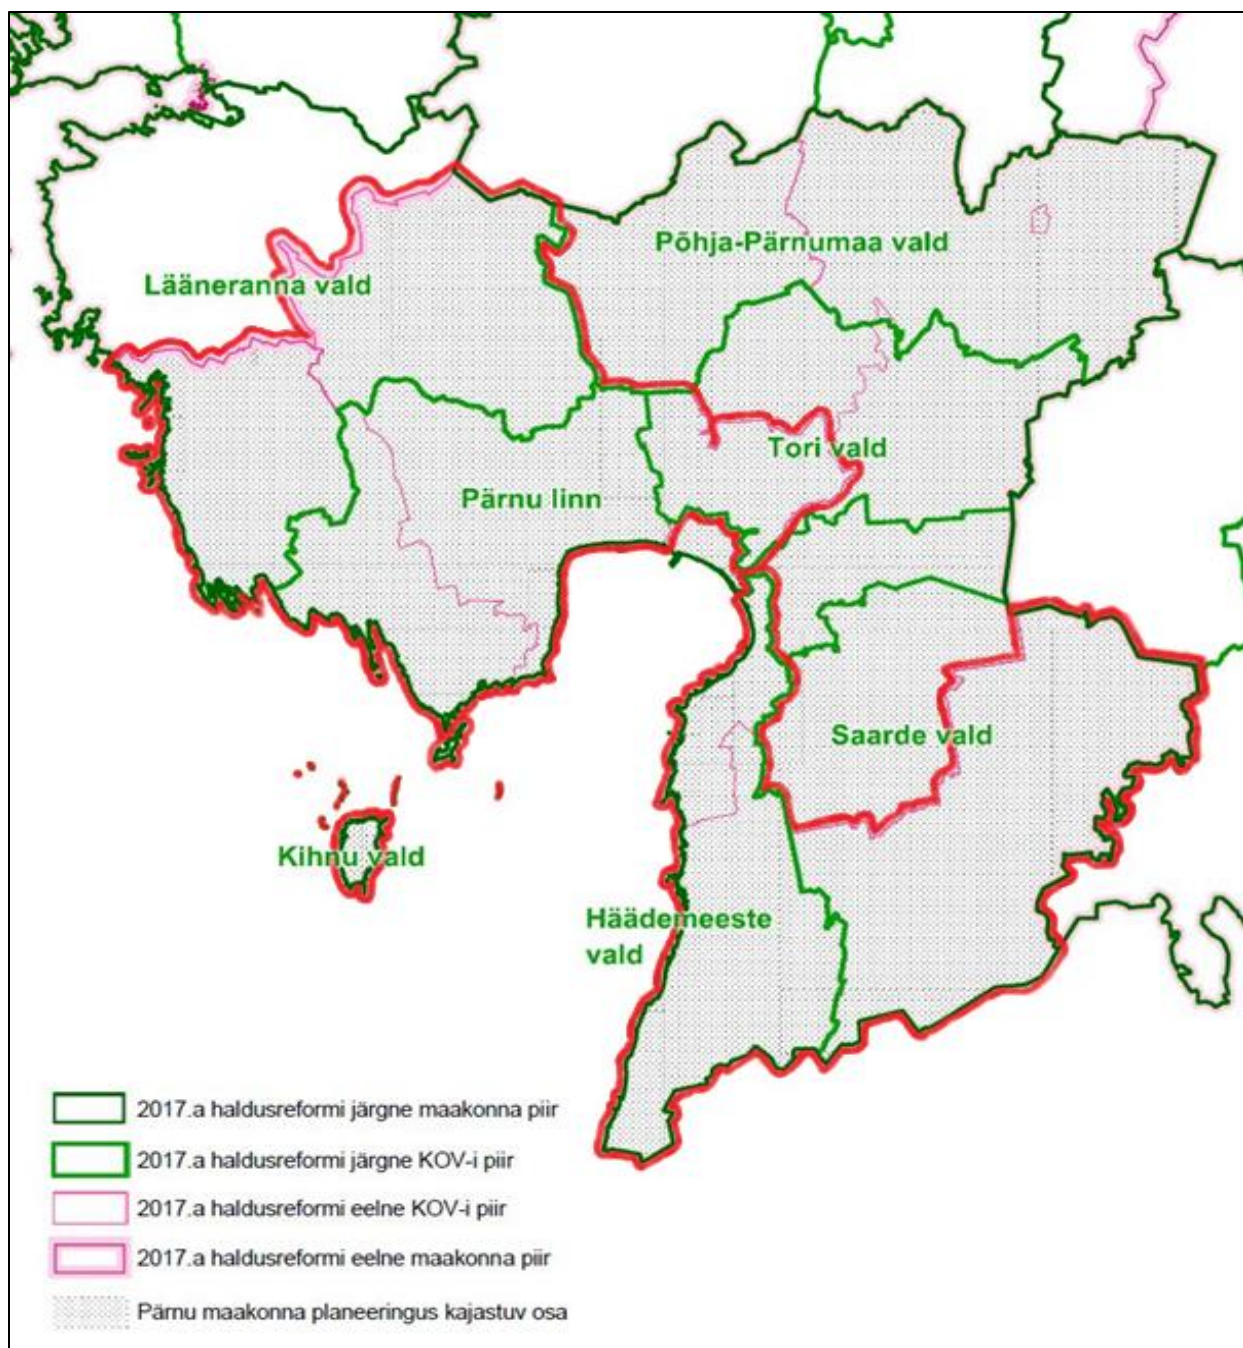 Põhja-Pärnumaa vald
Lääneranna vald
Tori vald
Pärnu linn
Saarde vald
Kihnu vald
Häädemeeste
vald
2017.a haldusreformi järgne maakonna piir
2017.a haldusreformi järgne KOV-i piir
2017.a haldusreformi eelne KOV-i piir
2017.a haldusreformi eelne maakonna piir
Pärnu maakonna planeeringus kajastuv osa